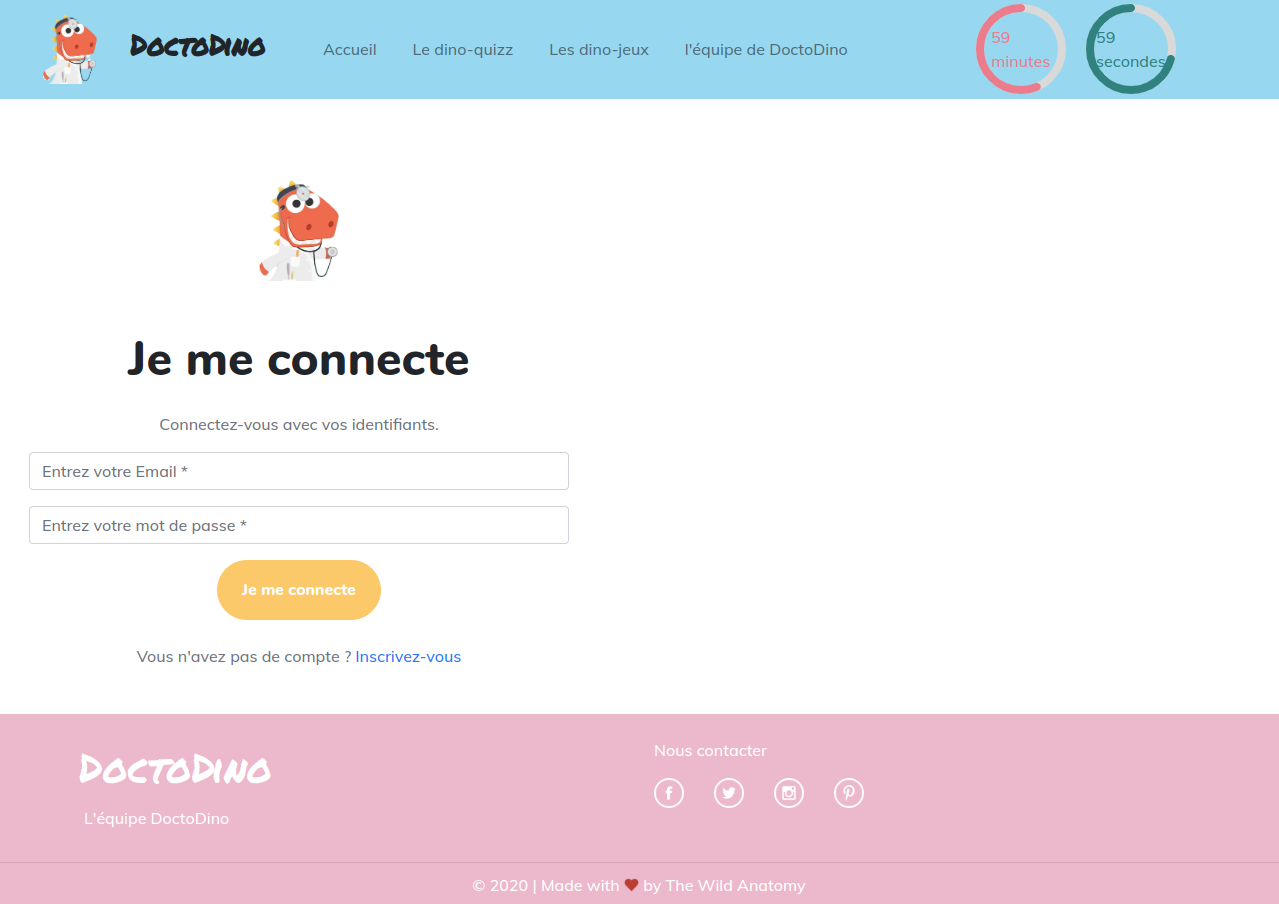 DoctoDino
Accueil
Le dino-quizz
Les dino-jeux
l'équipe de DoctoDino
59
minutes
59
secondes
Je me connecte
Connectez-vous avec vos identifiants.
Entrez votre Email *
Entrez votre mot de passe *
Je me connecte
Vous n'avez pas de compte ? Inscrivez-vous
DoctoDino
L'équipe DoctoDino
Nous contacter
© 2020 | Made with ❤ by The Wild Anatomy